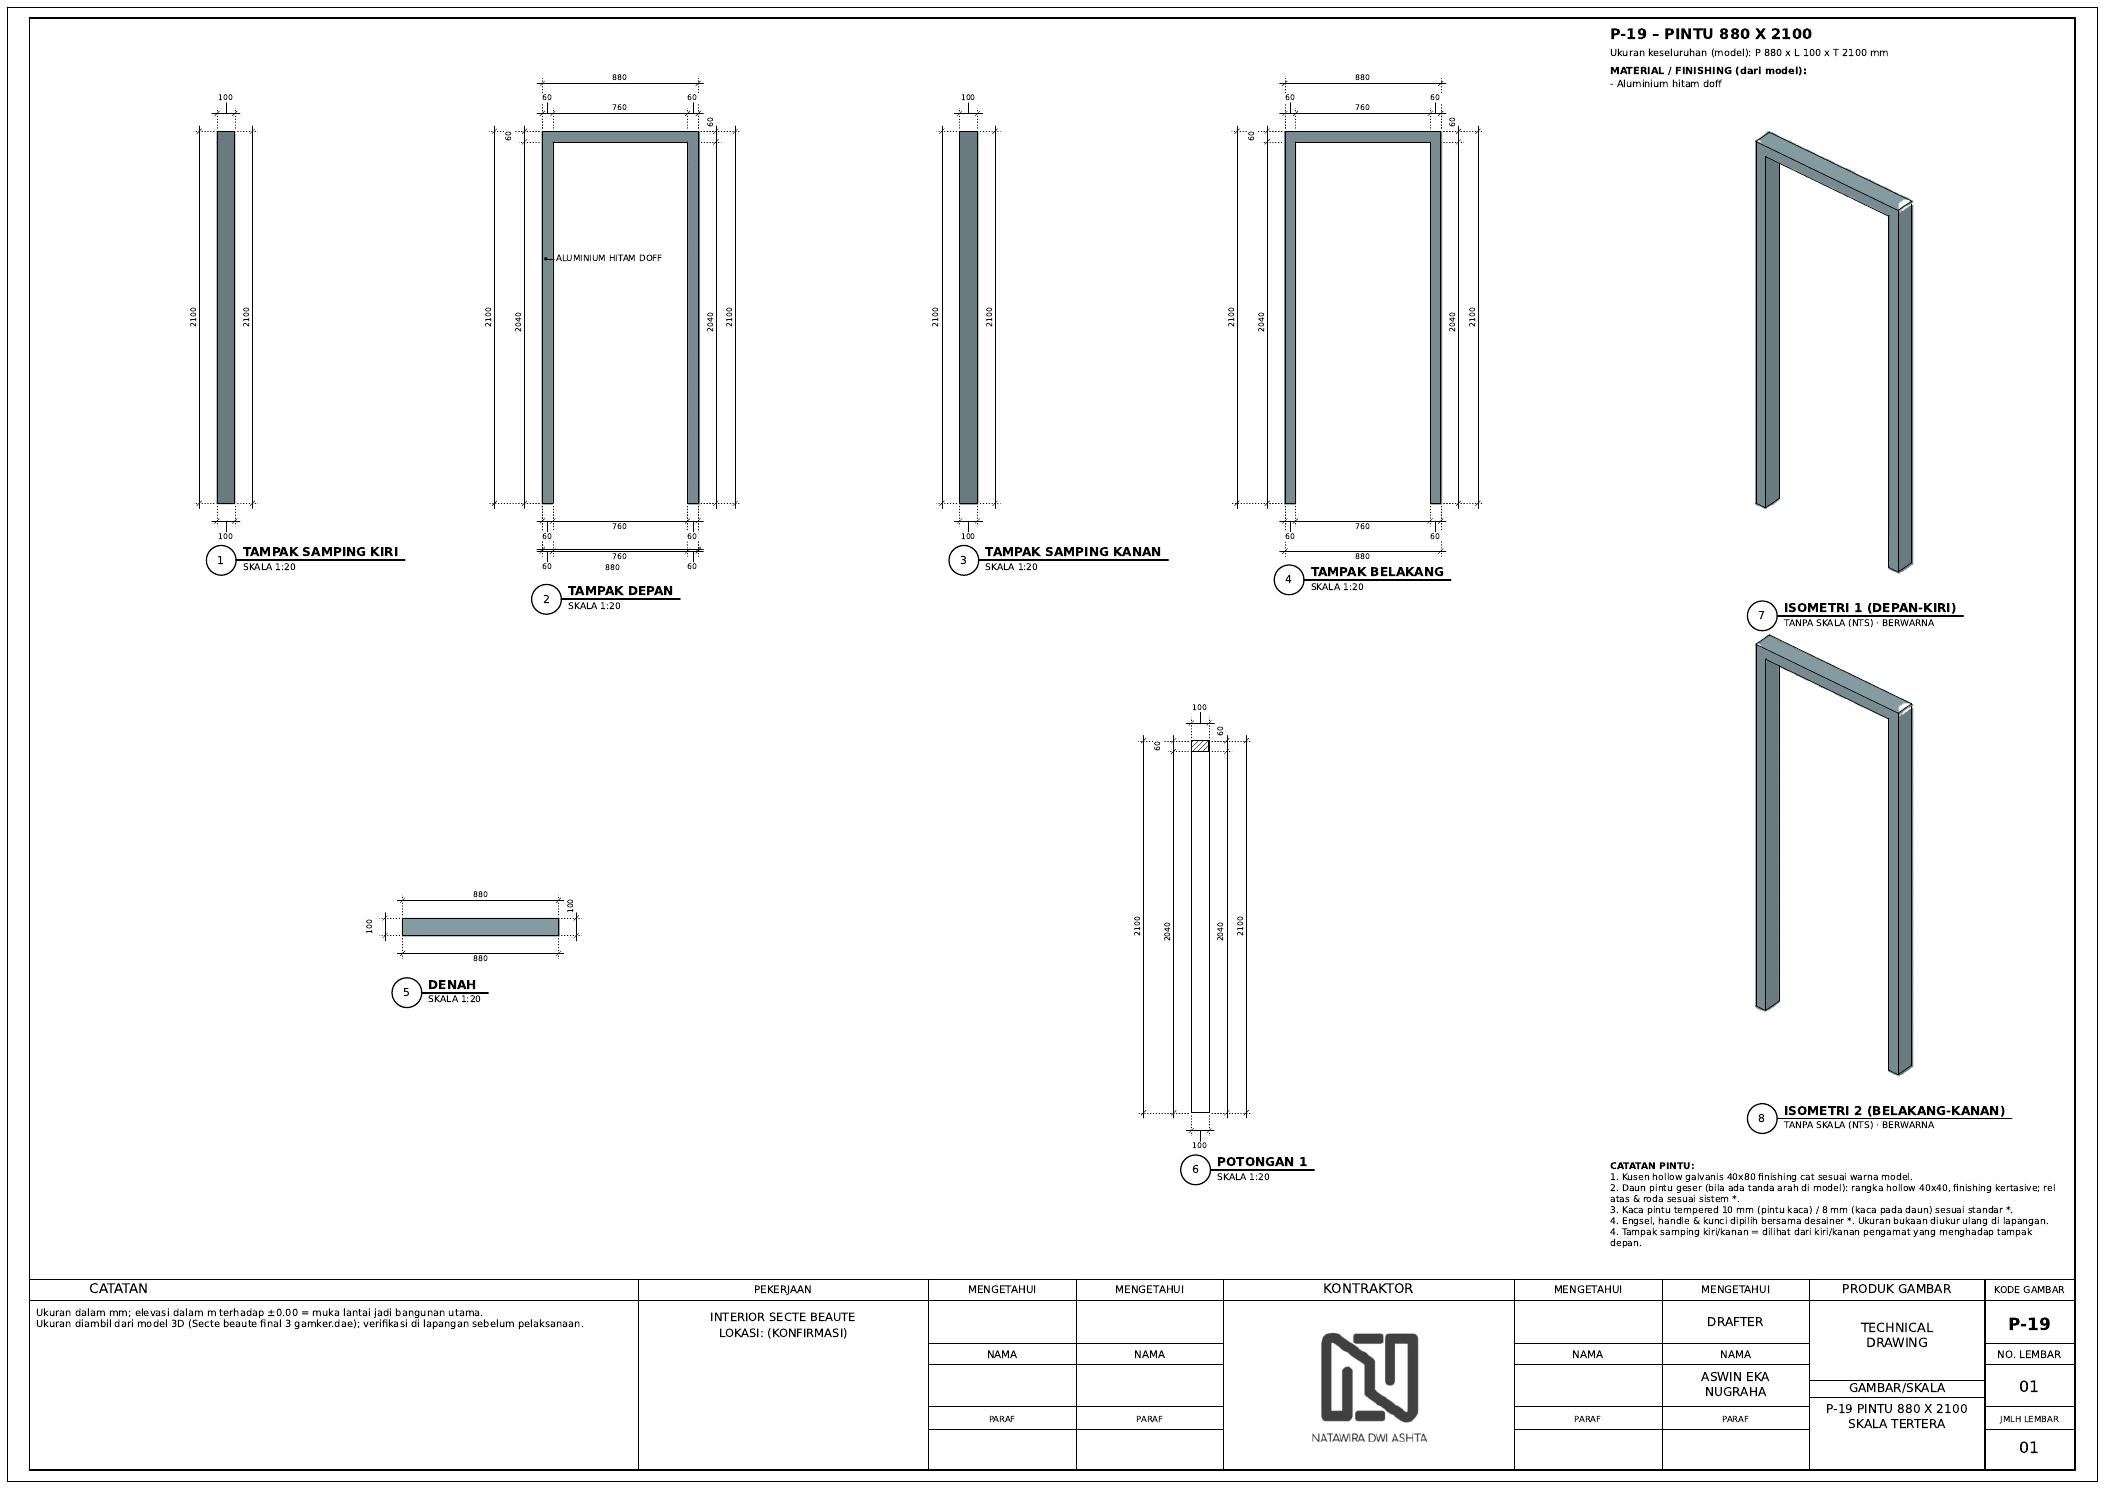 P-19 – PINTU 880 X 2100
Ukuran keseluruhan (model): P 880 x L 100 x T 2100 mm
MATERIAL / FINISHING (dari model):
- Aluminium hitam doff
100
2100
2100
100
1
TAMPAK SAMPING KIRI
SKALA 1:20
880
60
760
60
60
60
2100
2040
2040
2100
ALUMINIUM HITAM DOFF
760
60
60
760
60
880
60
2
TAMPAK DEPAN
SKALA 1:20
100
2100
2100
100
3
TAMPAK SAMPING KANAN
SKALA 1:20
880
60
760
60
60
60
2100
2040
2040
2100
760
60
60
880
4
TAMPAK BELAKANG
SKALA 1:20
7
ISOMETRI 1 (DEPAN-KIRI)
TANPA SKALA (NTS) · BERWARNA
880
100
100
880
5
DENAH
SKALA 1:20
100
60
60
2100
2040
2040
2100
100
6
POTONGAN 1
SKALA 1:20
8
ISOMETRI 2 (BELAKANG-KANAN)
TANPA SKALA (NTS) · BERWARNA
CATATAN PINTU:
1. Kusen hollow galvanis 40x80 finishing cat sesuai warna model.
2. Daun pintu geser (bila ada tanda arah di model): rangka hollow 40x40, finishing kertasive; rel
atas & roda sesuai sistem *.
3. Kaca pintu tempered 10 mm (pintu kaca) / 8 mm (kaca pada daun) sesuai standar *.
4. Engsel, handle & kunci dipilih bersama desainer *. Ukuran bukaan diukur ulang di lapangan.
4. Tampak samping kiri/kanan = dilihat dari kiri/kanan pengamat yang menghadap tampak
depan.
CATATAN
Ukuran dalam mm; elevasi dalam m terhadap ±0.00 = muka lantai jadi bangunan utama.
Ukuran diambil dari model 3D (Secte beaute final 3 gamker.dae); verifikasi di lapangan sebelum pelaksanaan.
PEKERJAAN
INTERIOR SECTE BEAUTE
LOKASI: (KONFIRMASI)
MENGETAHUI
NAMA
PARAF
MENGETAHUI
NAMA
PARAF
KONTRAKTOR
NATAWIRA DWI ASHTA
MENGETAHUI
NAMA
PARAF
MENGETAHUI
DRAFTER
NAMA
ASWIN EKA
NUGRAHA
PARAF
PRODUK GAMBAR
TECHNICAL
DRAWING
GAMBAR/SKALA
P-19 PINTU 880 X 2100
SKALA TERTERA
KODE GAMBAR
P-19
NO. LEMBAR
01
JMLH LEMBAR
01